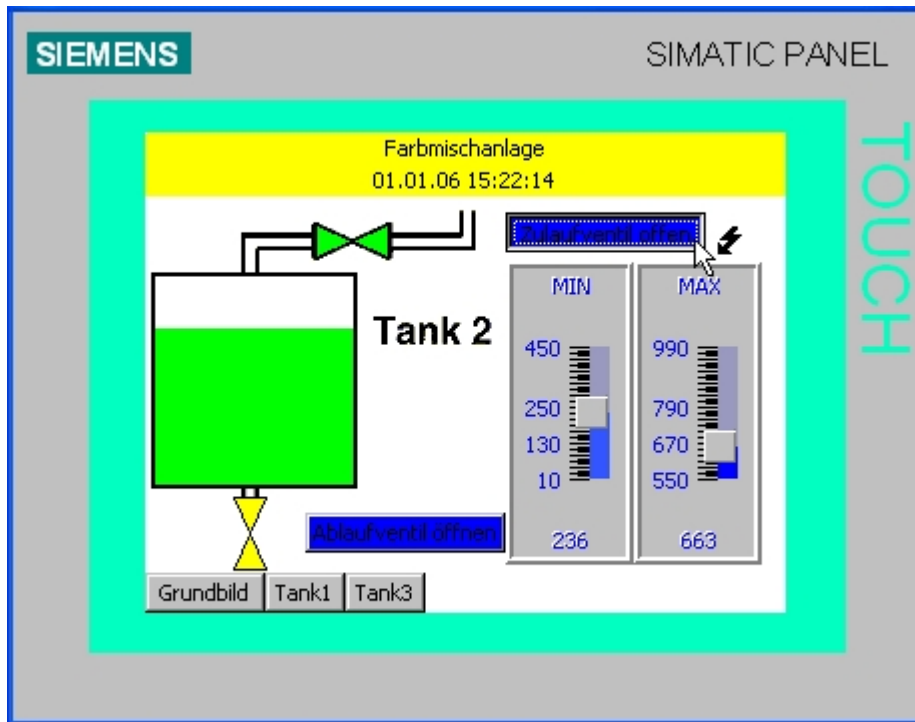 SIEMENS
SIMATIC PANEL
TOUCH
Farbmischanlage
01.01.06 15:22:14
Zulaufventil öffen
Tank 2
MIN
450
250
130
10
236
MAX
990
790
670
550
663
Ablaufventil öffnen
Grundbild
Tank1
Tank3